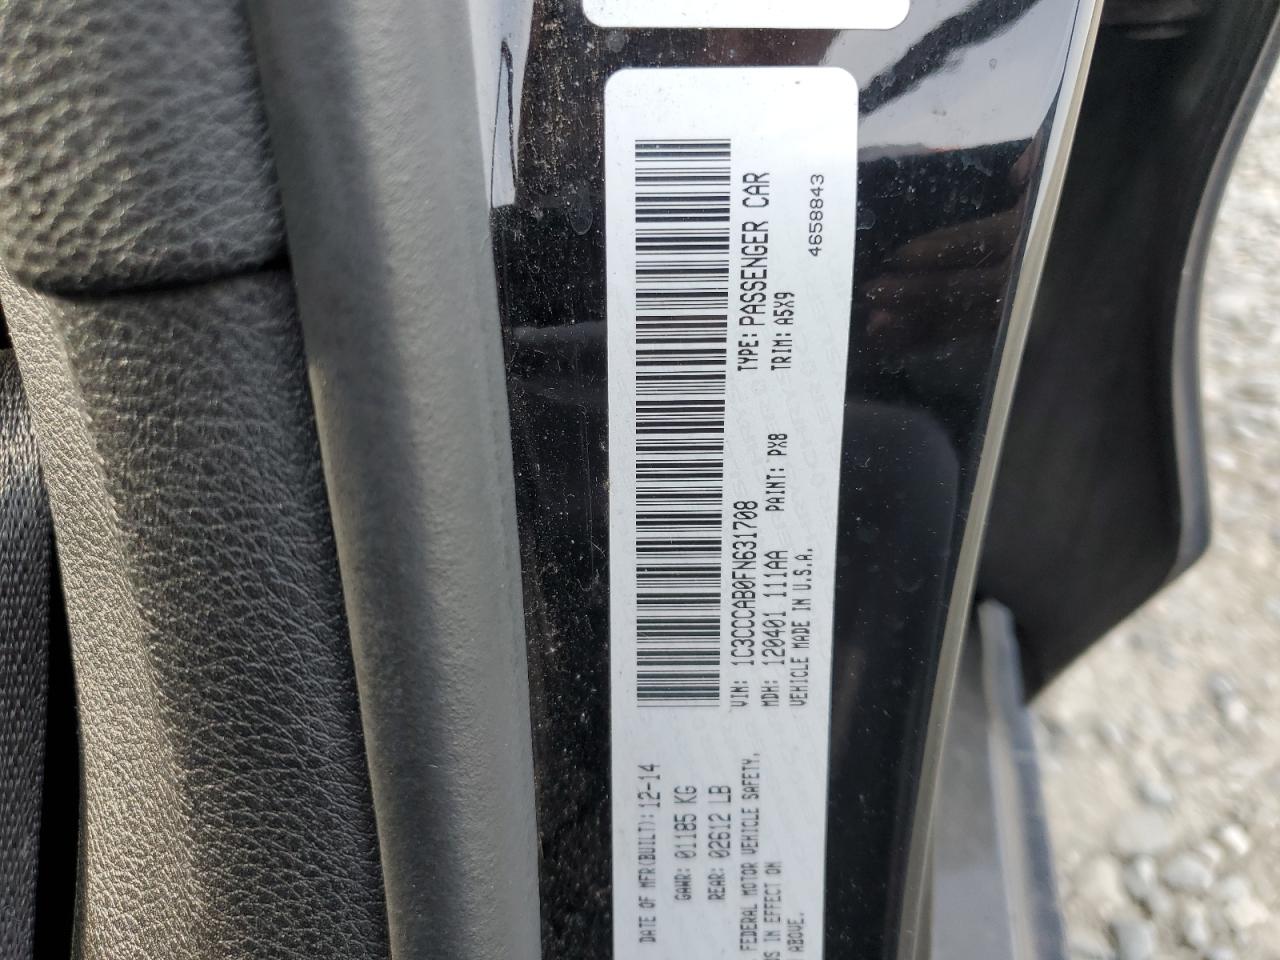 DATE OF MFR(BUILT): 12-14
GAWR: 01185 KG
REAR: 02612 LB
FEDERAL MOTOR VEHICLE SAFETY,
IN EFFECT ON
ABOVE.
VIN: 1C3CCCAB0FN631708
TYPE: PASSENGER CAR
MDH: 120401 111AA
PAINT: PX8
TRIM: A5X9
VEHICLE MADE IN U.S.A.
4658843